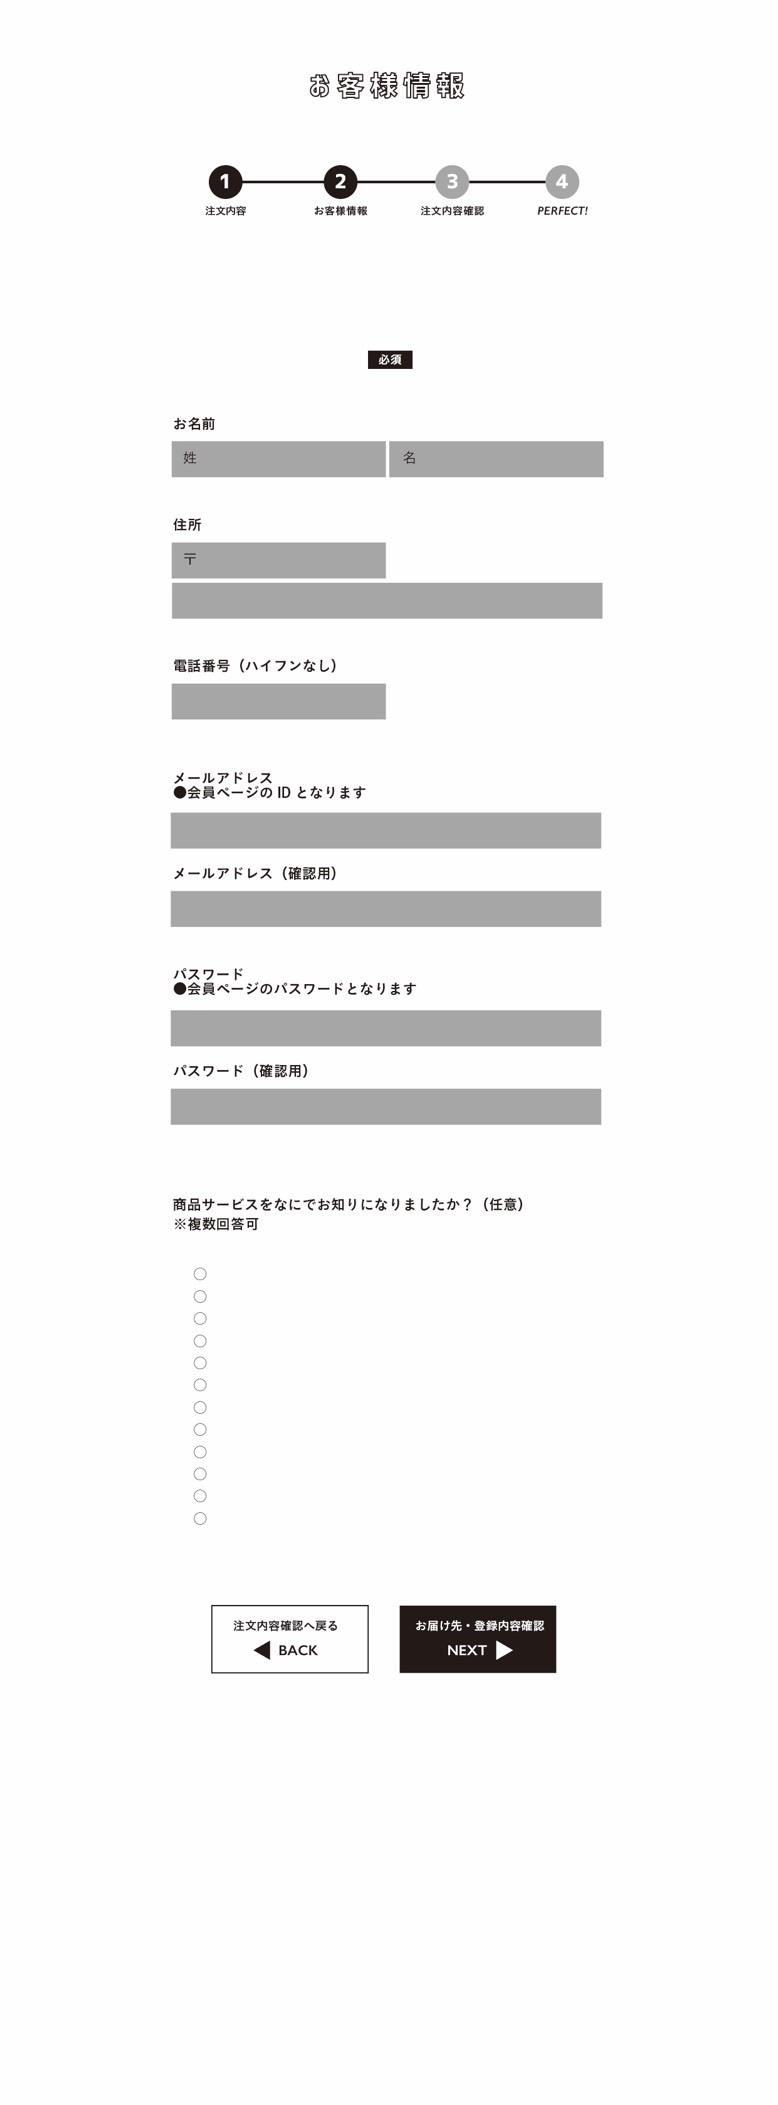 お客様情報
1 2 3 4
注文内容 お客様情報 注文内容確認 PERFECT!
必須
お名前
姓 名
住所
〒
電話番号（ハイフンなし）
メールアドレス
●会員ページの ID となります
メールアドレス（確認用）
パスワード
●会員ページのパスワードとなります
パスワード（確認用）
商品サービスをなにでお知りになりましたか？（任意）
※複数回答可
注文内容確認へ戻る お届け先・登録内容確認
◀ BACK NEXT ▶